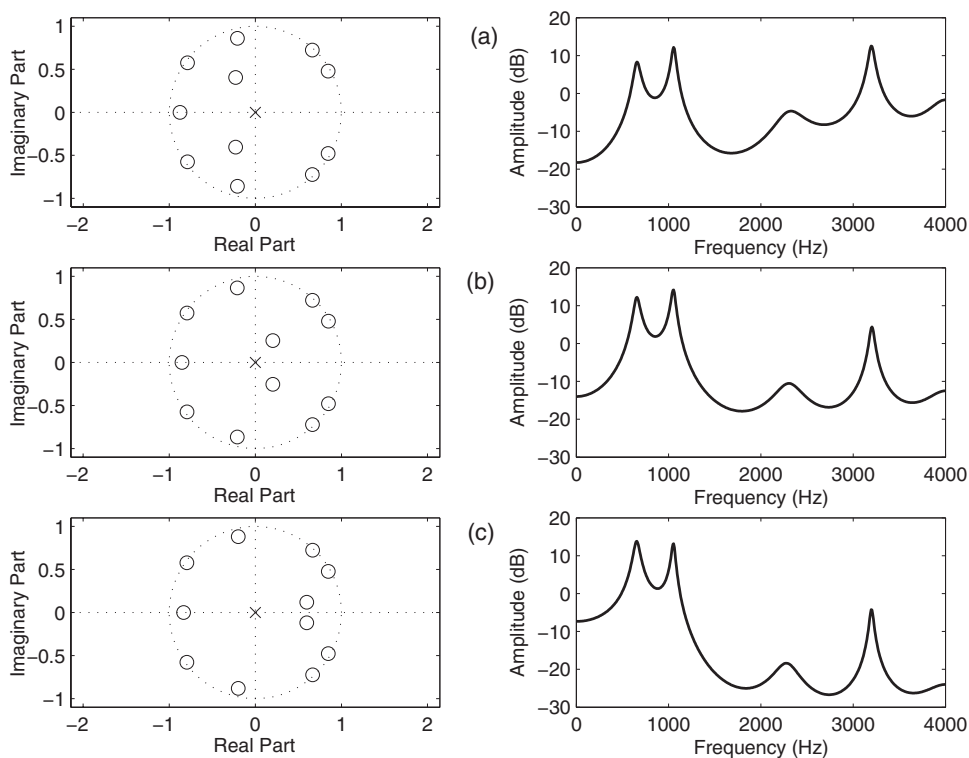 (a)
Imaginary Part
1
0.5
0
−0.5
−1
−2 −1 0 1 2
Real Part
Amplitude (dB)
20
10
0
−10
−20
−30
0 1000 2000 3000 4000
Frequency (Hz)
(b)
Imaginary Part
1
0.5
0
−0.5
−1
−2 −1 0 1 2
Real Part
Amplitude (dB)
20
10
0
−10
−20
−30
0 1000 2000 3000 4000
Frequency (Hz)
(c)
Imaginary Part
1
0.5
0
−0.5
−1
−2 −1 0 1 2
Real Part
Amplitude (dB)
20
10
0
−10
−20
−30
0 1000 2000 3000 4000
Frequency (Hz)